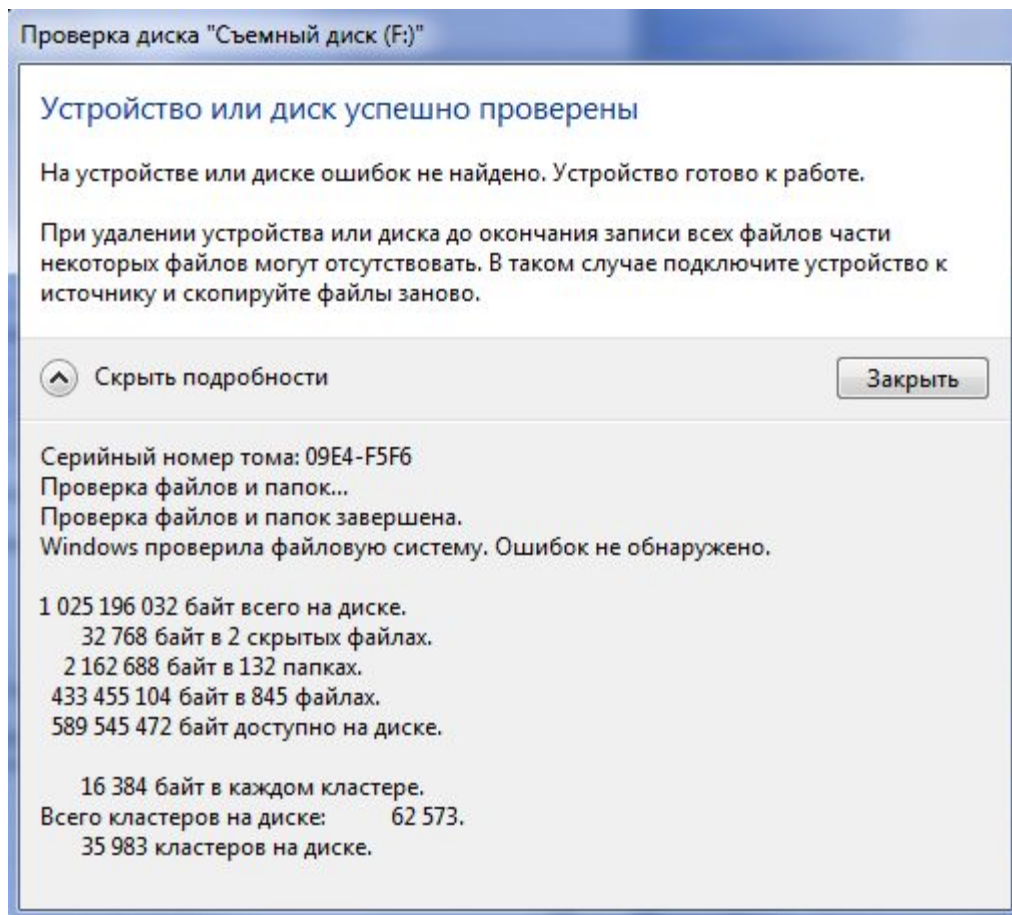 Проверка диска "Съемный диск (F:)"
Устройство или диск успешно проверены
На устройстве или диске ошибок не найдено. Устройство готово к работе.
При удалении устройства или диска до окончания записи всех файлов части
некоторых файлов могут отсутствовать. В таком случае подключите устройство к
источнику и скопируйте файлы заново.
Скрыть подробности
Закрыть
Серийный номер тома: 09E4-F5F6
Проверка файлов и папок...
Проверка файлов и папок завершена.
Windows проверила файловую систему. Ошибок не обнаружено.
1 025 196 032 байт всего на диске.
32 768 байт в 2 скрытых файлах.
2 162 688 байт в 132 папках.
433 455 104 байт в 845 файлах.
589 545 472 байт доступно на диске.
16 384 байт в каждом кластере.
Всего кластеров на диске: 62 573.
35 983 кластеров на диске.